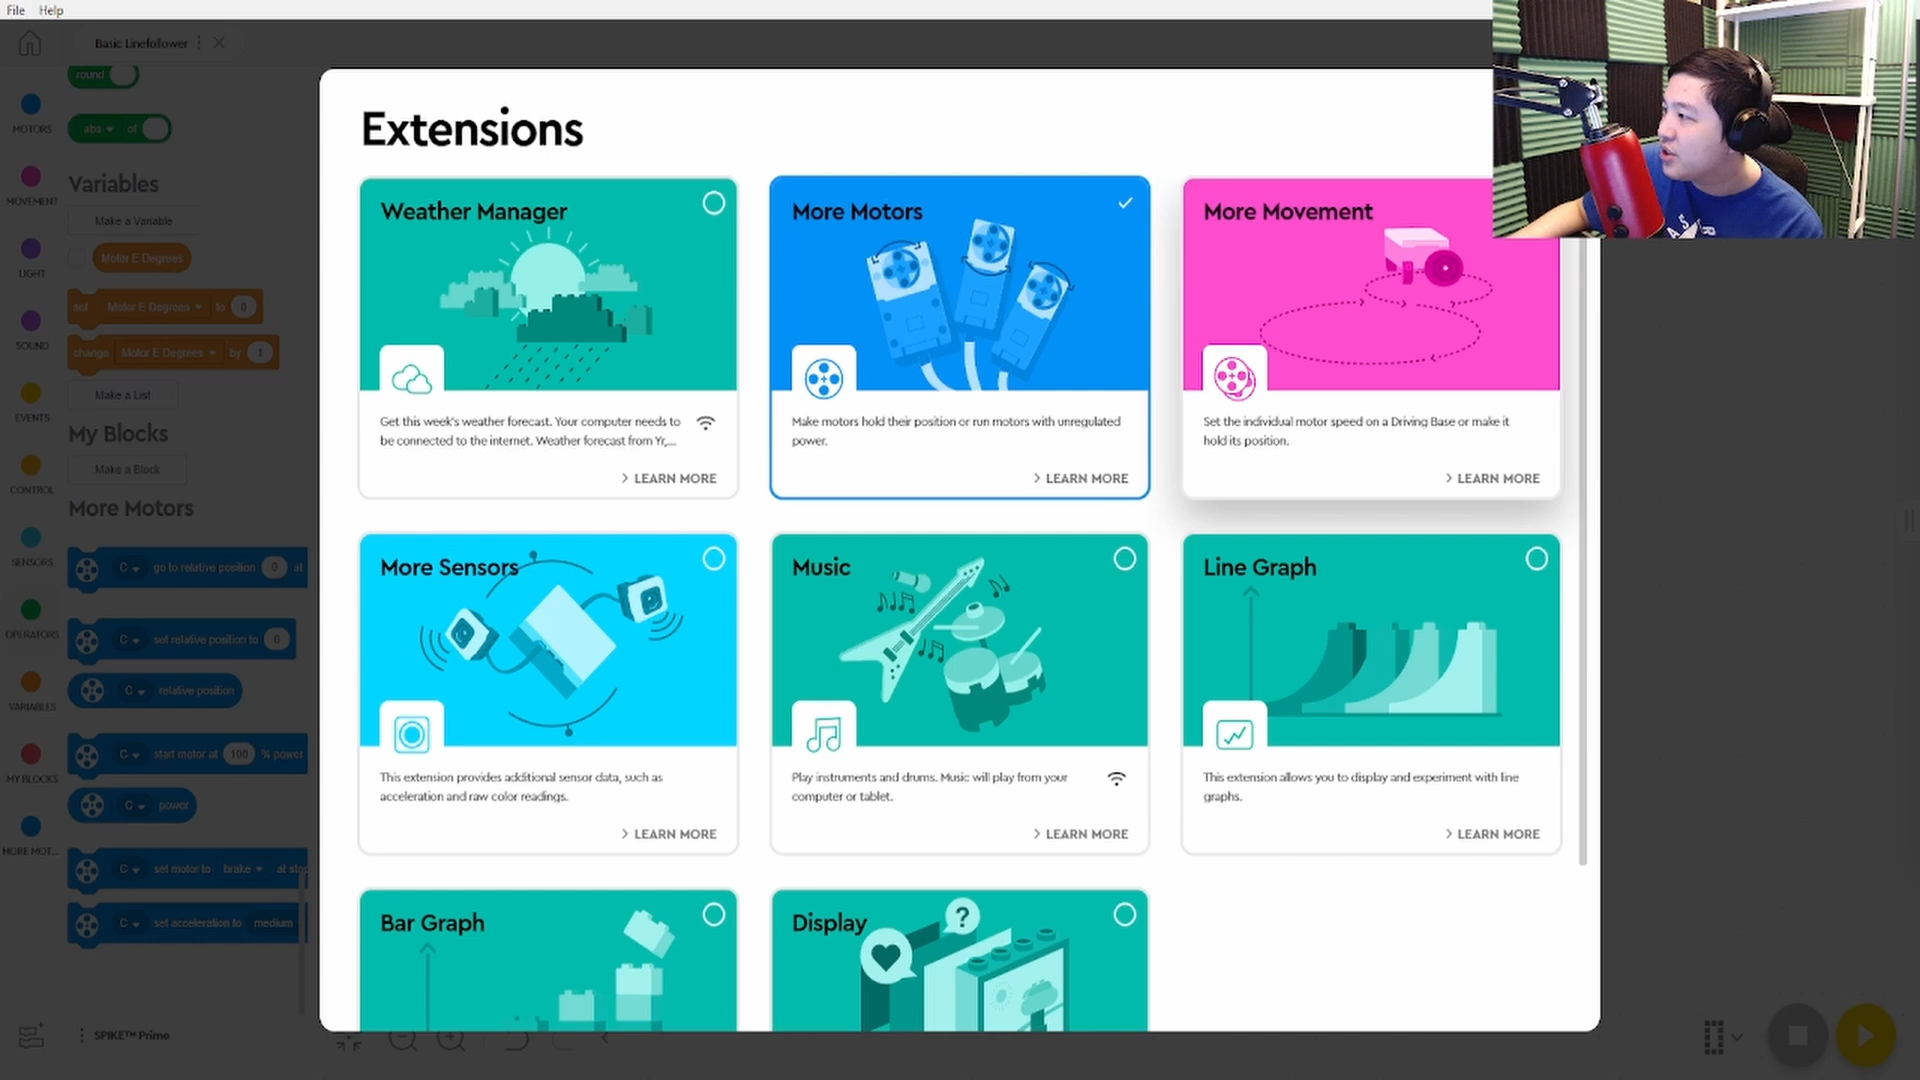 File Help
Basic Linefollower
round
abs of
MOTORS
MOVEMENT
LIGHT
SOUND
EVENTS
CONTROL
SENSORS
OPERATORS
VARIABLES
MY BLOCKS
MORE MOT...
Variables
Make a Variable
Motor E Degrees
set Motor E Degrees to 0
change Motor E Degrees by 1
Make a List
My Blocks
Make a Block
More Motors
C go to relative position 0 at
C set relative position to 0
C relative position
C start motor at 100 % power
C power
C set motor to brake at stop
C set acceleration to medium
SPIKE™ Prime
Extensions
Weather Manager
Get this week's weather forecast. Your computer needs to
be connected to the internet. Weather forecast from Yr,...
> LEARN MORE
More Motors
Make motors hold their position or run motors with unregulated
power.
> LEARN MORE
More Movement
Set the individual motor speed on a Driving Base or make it
hold its position.
> LEARN MORE
More Sensors
This extension provides additional sensor data, such as
acceleration and raw color readings.
> LEARN MORE
Music
Play instruments and drums. Music will play from your
computer or tablet.
> LEARN MORE
Line Graph
This extension allows you to display and experiment with line
graphs.
> LEARN MORE
Bar Graph
Display
?